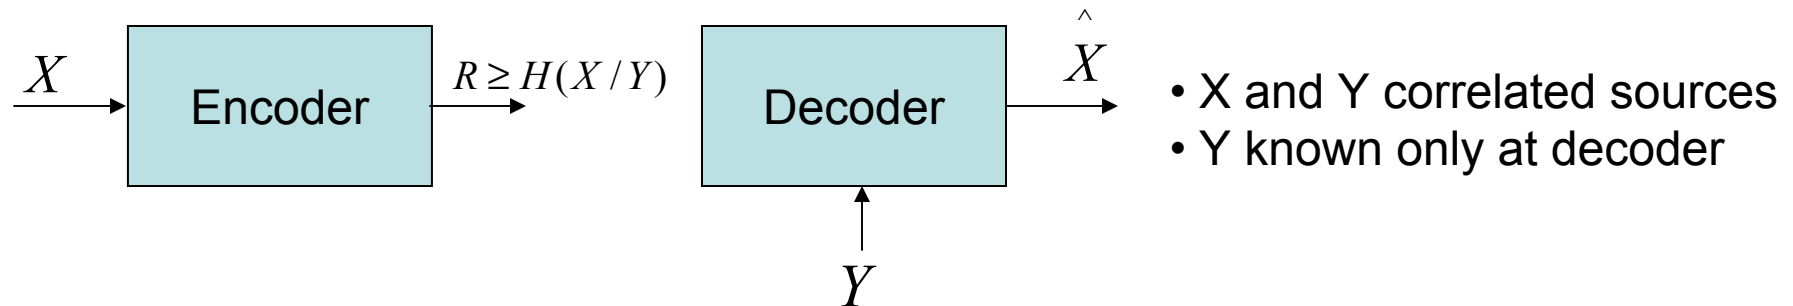 X
Encoder
R ≥ H(X/Y)
Decoder
X̂
Y
• X and Y correlated sources
• Y known only at decoder